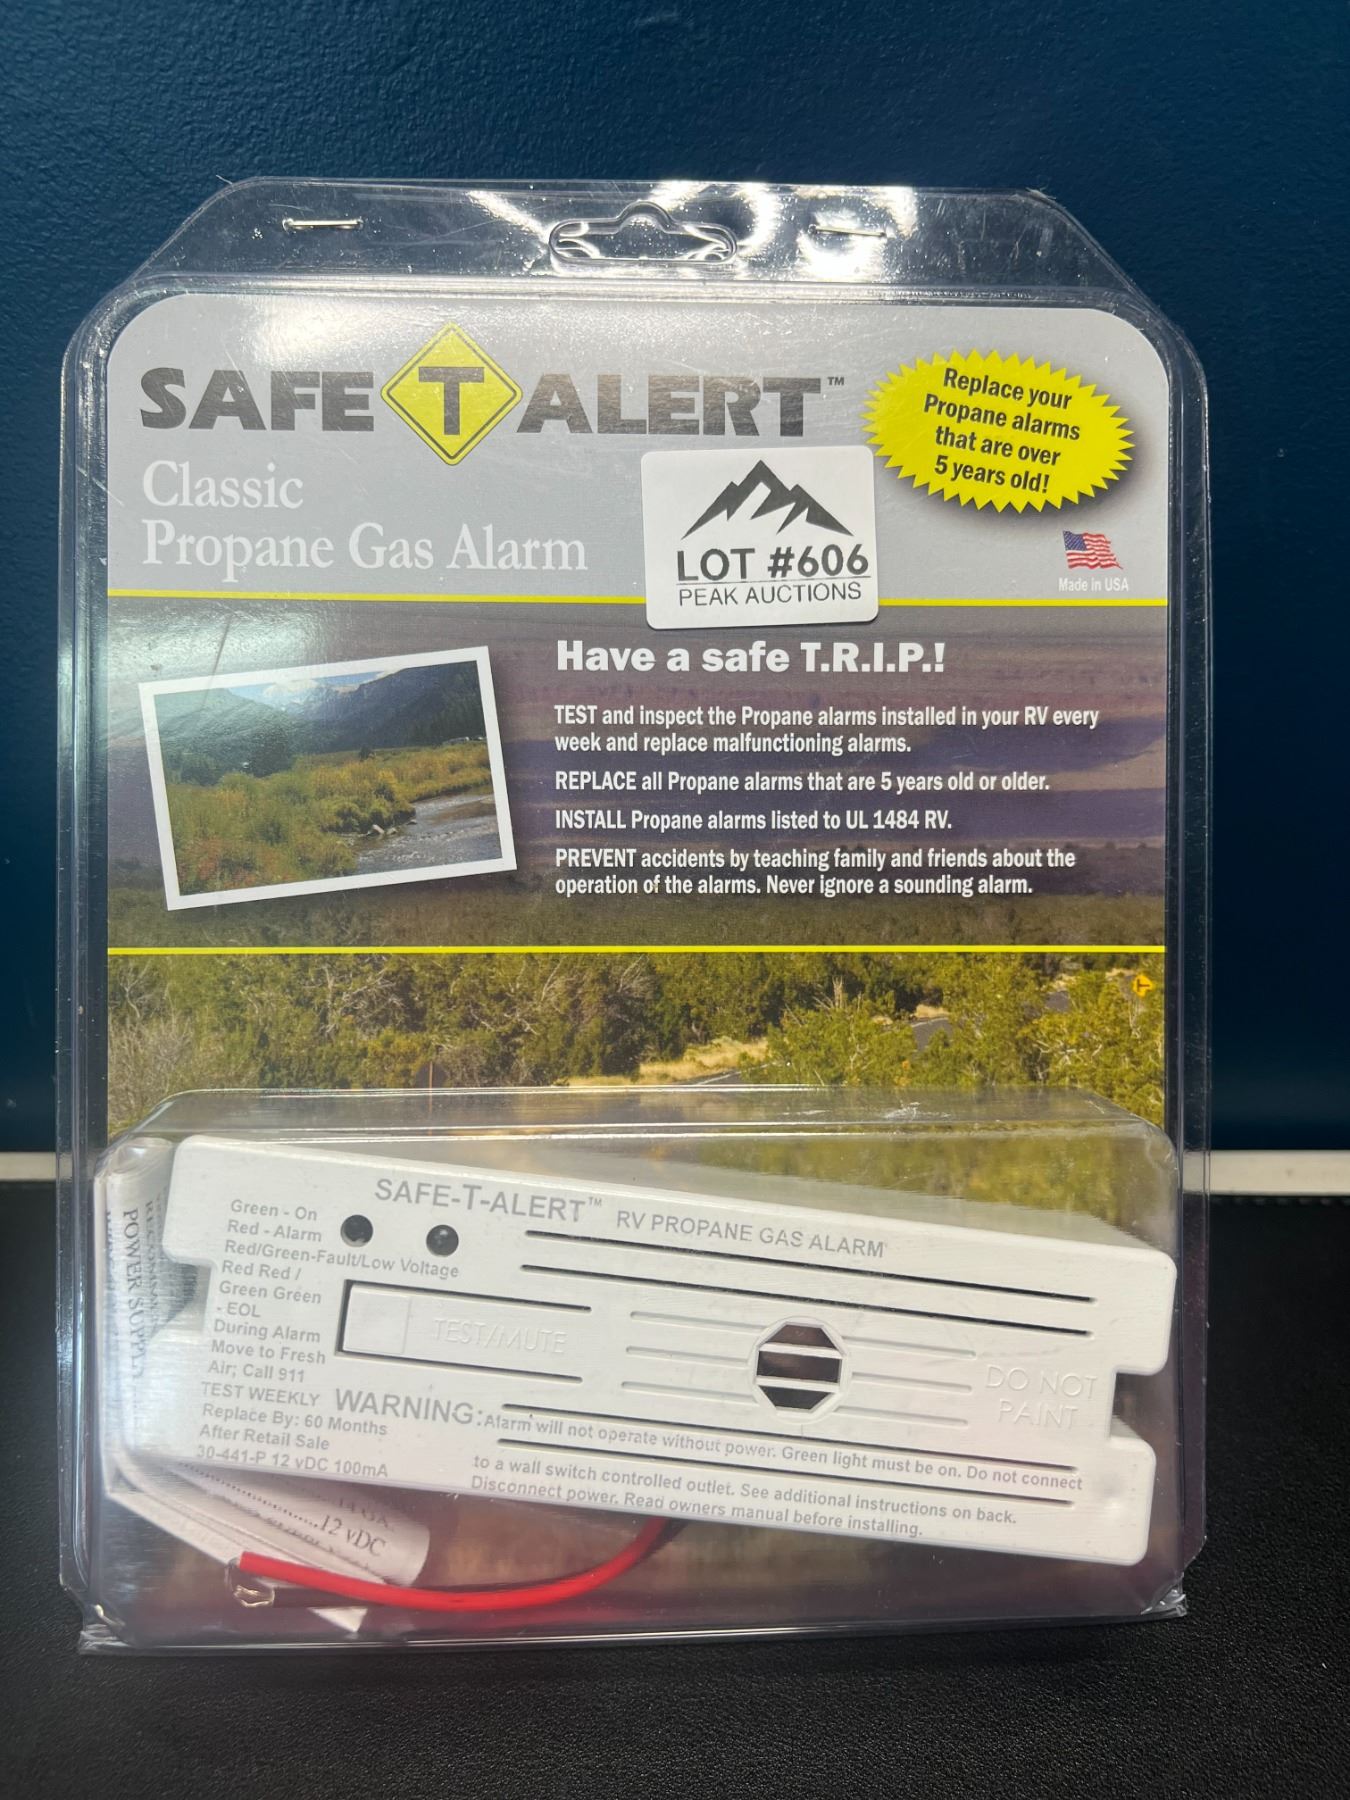 SAFE T ALERT™
Classic
Propane Gas Alarm
Replace your
Propane alarms
that are over
5 years old!
LOT #606
PEAK AUCTIONS
Made in USA
Have a safe T.R.I.P.!
TEST and inspect the Propane alarms installed in your RV every
week and replace malfunctioning alarms.
REPLACE all Propane alarms that are 5 years old or older.
INSTALL Propane alarms listed to UL 1484 RV.
PREVENT accidents by teaching family and friends about the
operation of the alarms. Never ignore a sounding alarm.
SAFE-T-ALERT™ RV PROPANE GAS ALARM
Green - On
Red - Alarm
Red/Green-Fault/Low Voltage
Red Red /
Green Green
- EOL
During Alarm
Move to Fresh
Air; Call 911
TEST WEEKLY
Replace By: 60 Months
After Retail Sale
30-441-P 12 vDC 100mA
TEST/MUTE
DO NOT
PAINT
WARNING: Alarm will not operate without power. Green light must be on. Do not connect
to a wall switch controlled outlet. See additional instructions on back.
Disconnect power. Read owners manual before installing.
POWER SUPPLY
12 vDC